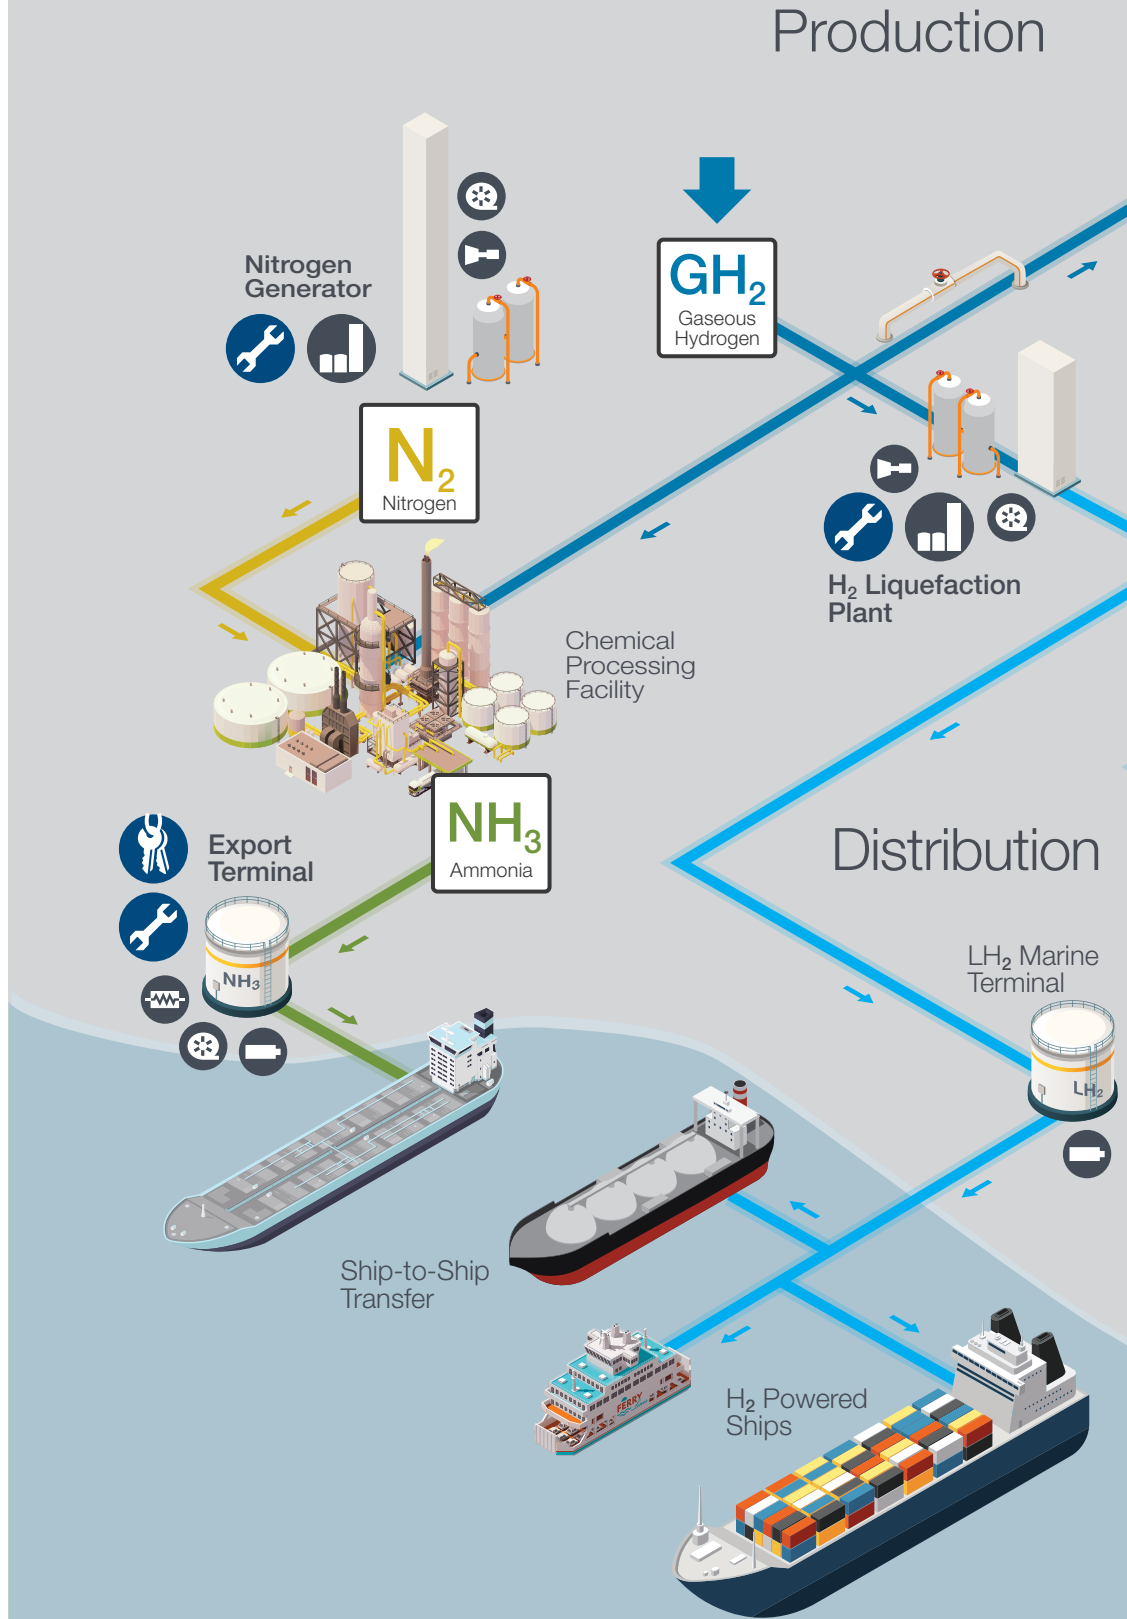 Production
Nitrogen
Generator
GH₂
Gaseous
Hydrogen
N₂
Nitrogen
H₂ Liquefaction
Plant
Chemical
Processing
Facility
NH₃
Ammonia
Distribution
Export
Terminal
NH₃
LH₂ Marine
Terminal
LH₂
Ship-to-Ship
Transfer
FERRY
H₂ Powered
Ships